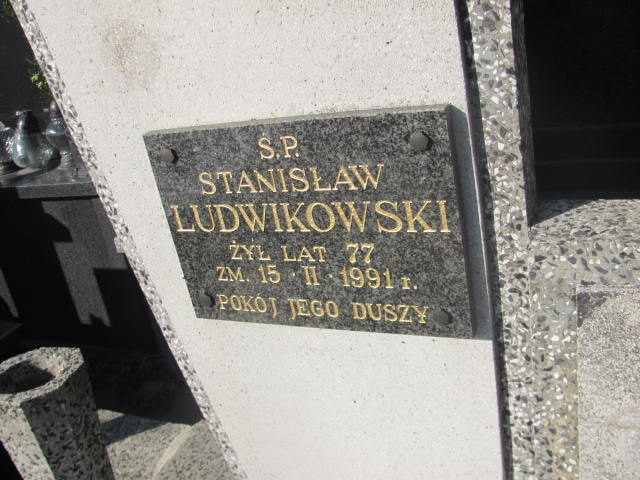 Ś.P.
STANISŁAW
LUDWIKOWSKI
ŻYŁ LAT 77
ZM. 15 · II · 1991 r.
POKÓJ JEGO DUSZY